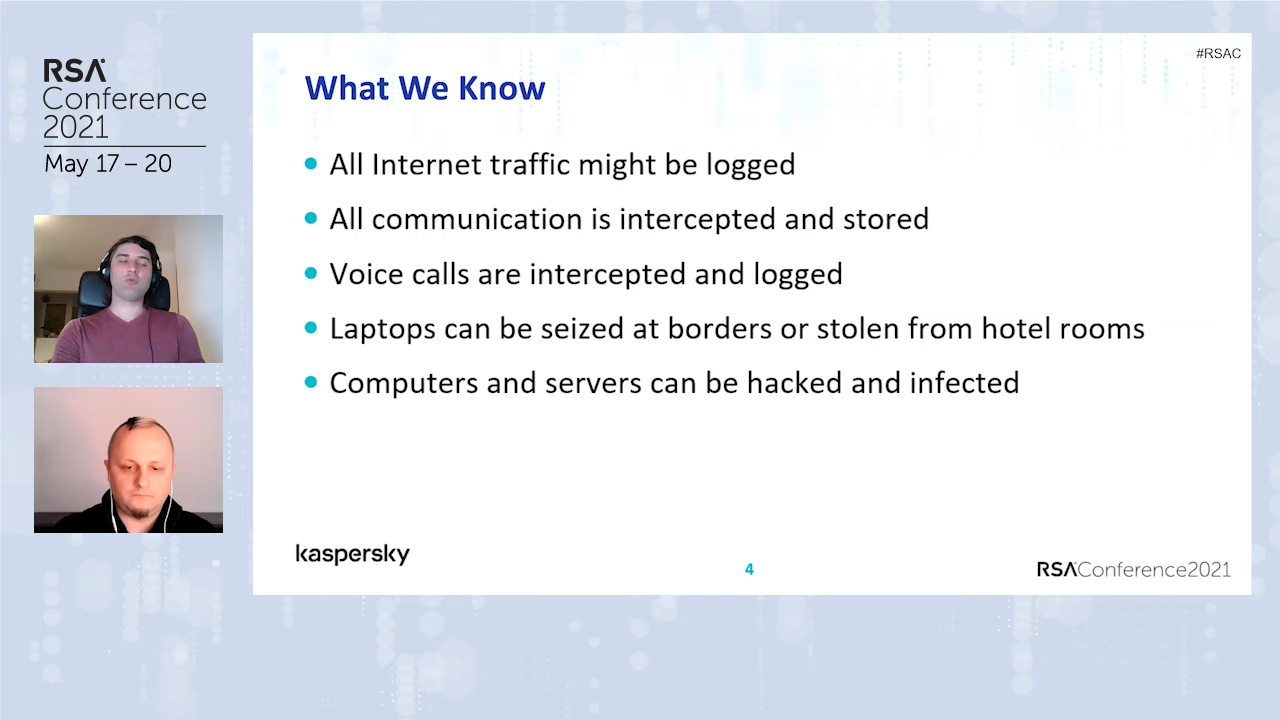 RSA
Conference
2021
May 17 – 20
#RSAC
What We Know
All Internet traffic might be logged
All communication is intercepted and stored
Voice calls are intercepted and logged
Laptops can be seized at borders or stolen from hotel rooms
Computers and servers can be hacked and infected
kaspersky
4
RSAConference2021